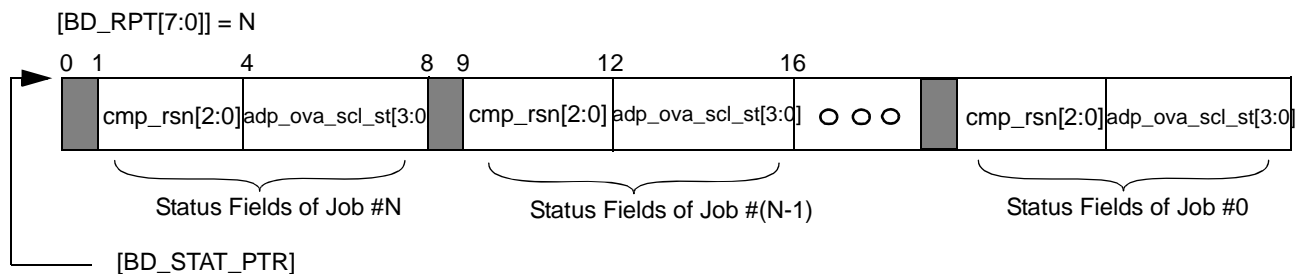 [BD_RPT[7:0]] = N
0 1 4 8 9 12 16
cmp_rsn[2:0] adp_ova_scl_st[3:0 cmp_rsn[2:0] adp_ova_scl_st[3:0] cmp_rsn[2:0] adp_ova_scl_st[3:0]
Status Fields of Job #N Status Fields of Job #(N-1) Status Fields of Job #0
[BD_STAT_PTR]